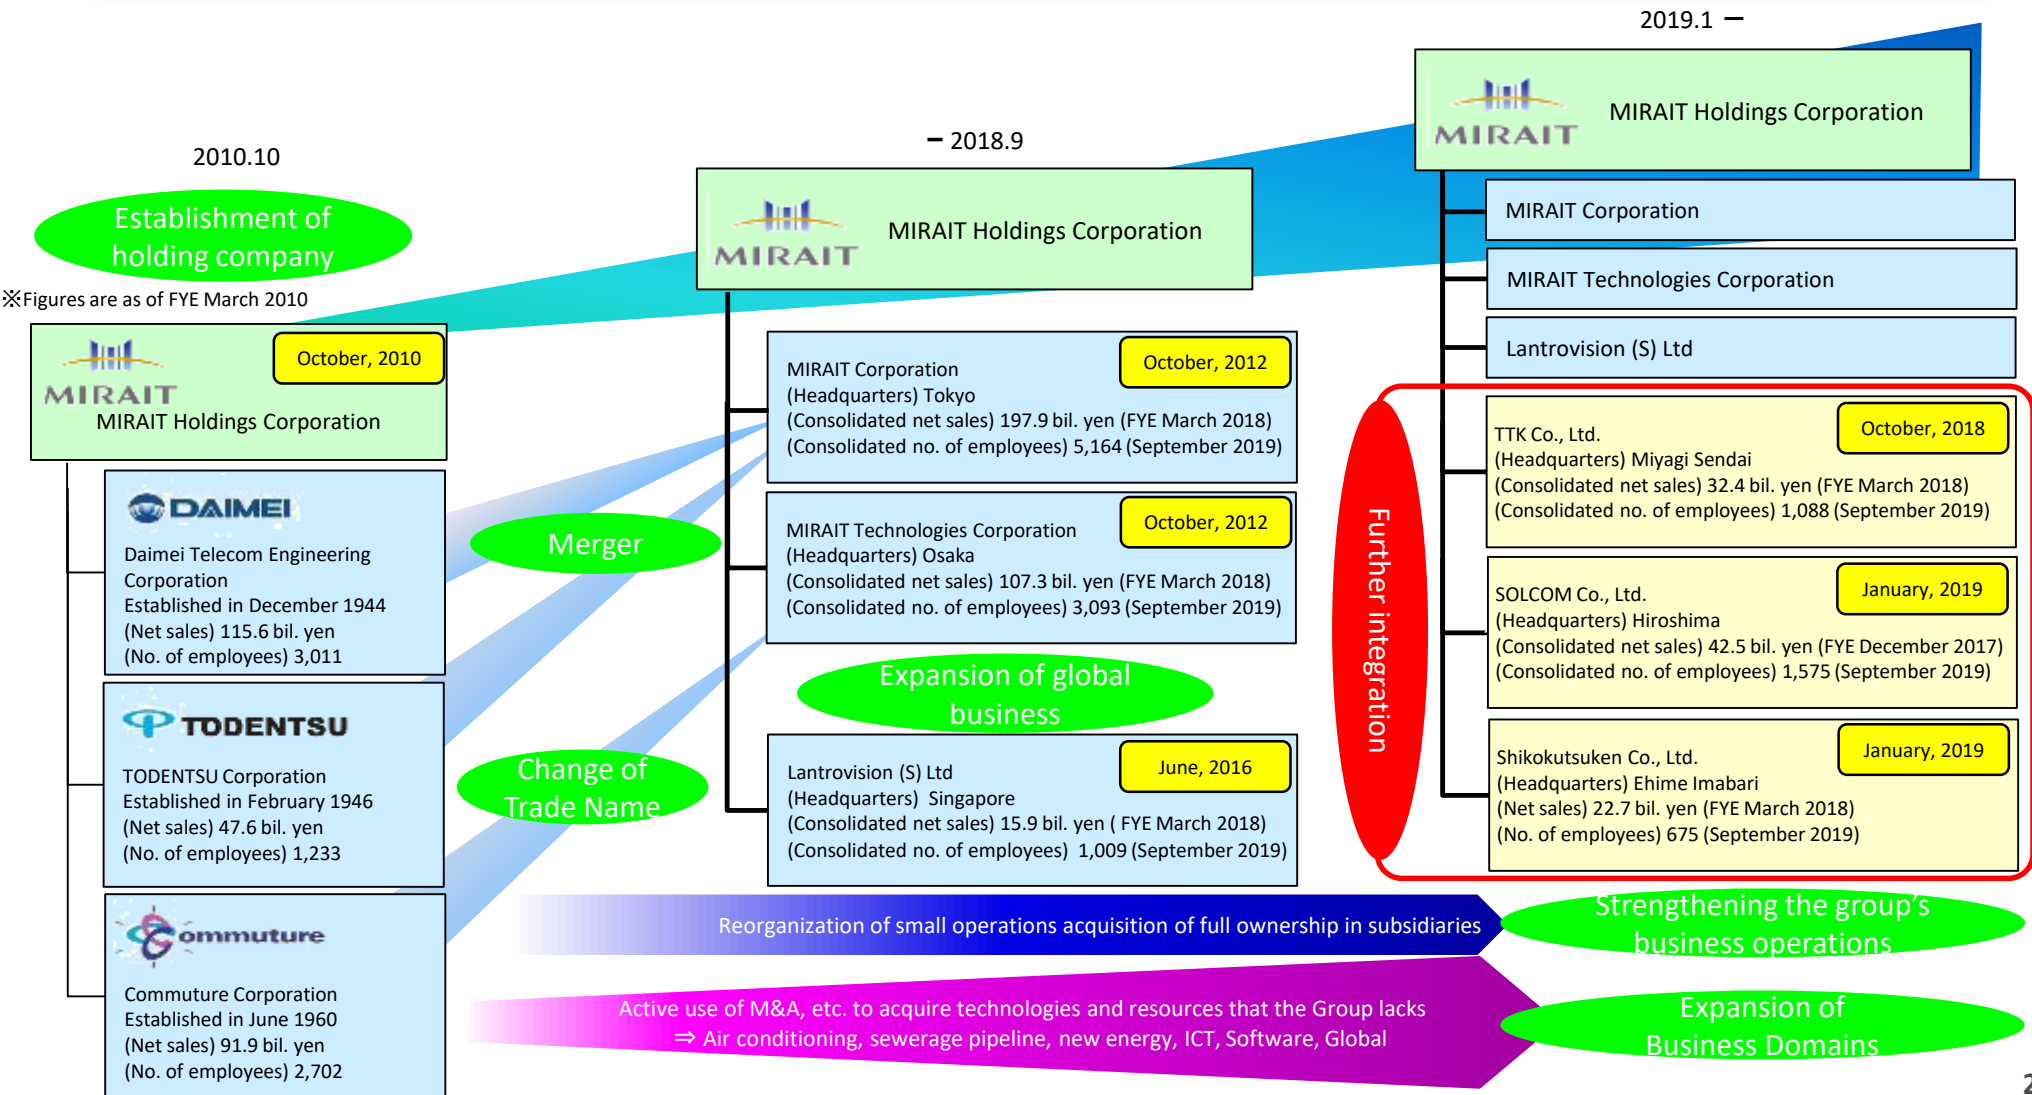 2010.10
Establishment of
holding company
※Figures are as of FYE March 2010
MIRAIT
October, 2010
MIRAIT Holdings Corporation
DAIMEI
Daimei Telecom Engineering
Corporation
Established in December 1944
(Net sales) 115.6 bil. yen
(No. of employees) 3,011
TODENTSU
TODENTSU Corporation
Established in February 1946
(Net sales) 47.6 bil. yen
(No. of employees) 1,233
Commuture
Commuture Corporation
Established in June 1960
(Net sales) 91.9 bil. yen
(No. of employees) 2,702
Merger
Change of
Trade Name
– 2018.9
MIRAIT
MIRAIT Holdings Corporation
October, 2012
MIRAIT Corporation
(Headquarters) Tokyo
(Consolidated net sales) 197.9 bil. yen (FYE March 2018)
(Consolidated no. of employees) 5,164 (September 2019)
October, 2012
MIRAIT Technologies Corporation
(Headquarters) Osaka
(Consolidated net sales) 107.3 bil. yen (FYE March 2018)
(Consolidated no. of employees) 3,093 (September 2019)
Expansion of global
business
June, 2016
Lantrovision (S) Ltd
(Headquarters) Singapore
(Consolidated net sales) 15.9 bil. yen ( FYE March 2018)
(Consolidated no. of employees) 1,009 (September 2019)
2019.1 –
MIRAIT
MIRAIT Holdings Corporation
MIRAIT Corporation
MIRAIT Technologies Corporation
Lantrovision (S) Ltd
Further integration
October, 2018
TTK Co., Ltd.
(Headquarters) Miyagi Sendai
(Consolidated net sales) 32.4 bil. yen (FYE March 2018)
(Consolidated no. of employees) 1,088 (September 2019)
January, 2019
SOLCOM Co., Ltd.
(Headquarters) Hiroshima
(Consolidated net sales) 42.5 bil. yen (FYE December 2017)
(Consolidated no. of employees) 1,575 (September 2019)
January, 2019
Shikokutsuken Co., Ltd.
(Headquarters) Ehime Imabari
(Net sales) 22.7 bil. yen (FYE March 2018)
(No. of employees) 675 (September 2019)
Reorganization of small operations acquisition of full ownership in subsidiaries
Strengthening the group's
business operations
Active use of M&A, etc. to acquire technologies and resources that the Group lacks
⇒ Air conditioning, sewerage pipeline, new energy, ICT, Software, Global
Expansion of
Business Domains
2